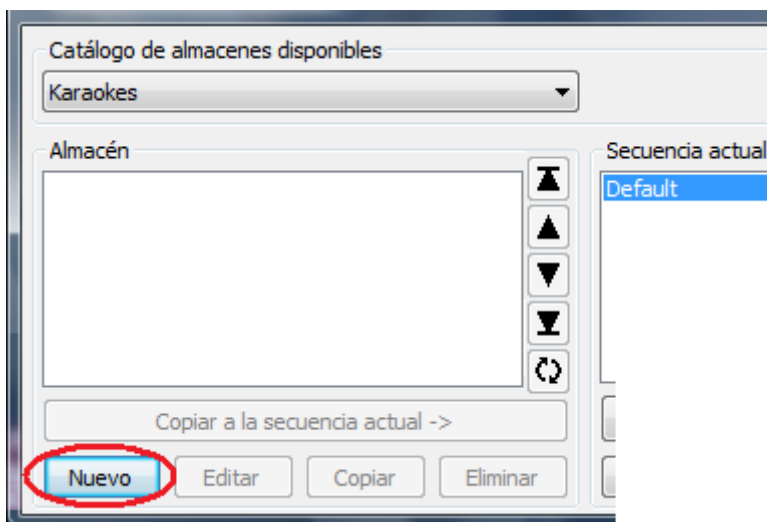 Catálogo de almacenes disponibles
Karaokes
Almacén
Secuencia actual
Default
Copiar a la secuencia actual ->
Nuevo
Editar
Copiar
Eliminar